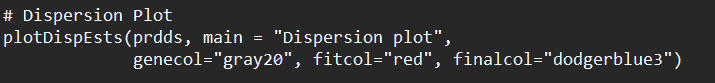 # Dispersion Plot
plotDispEsts(prdds, main = "Dispersion plot",
             genecol="gray20", fitcol="red", finalcol="dodgerblue3")